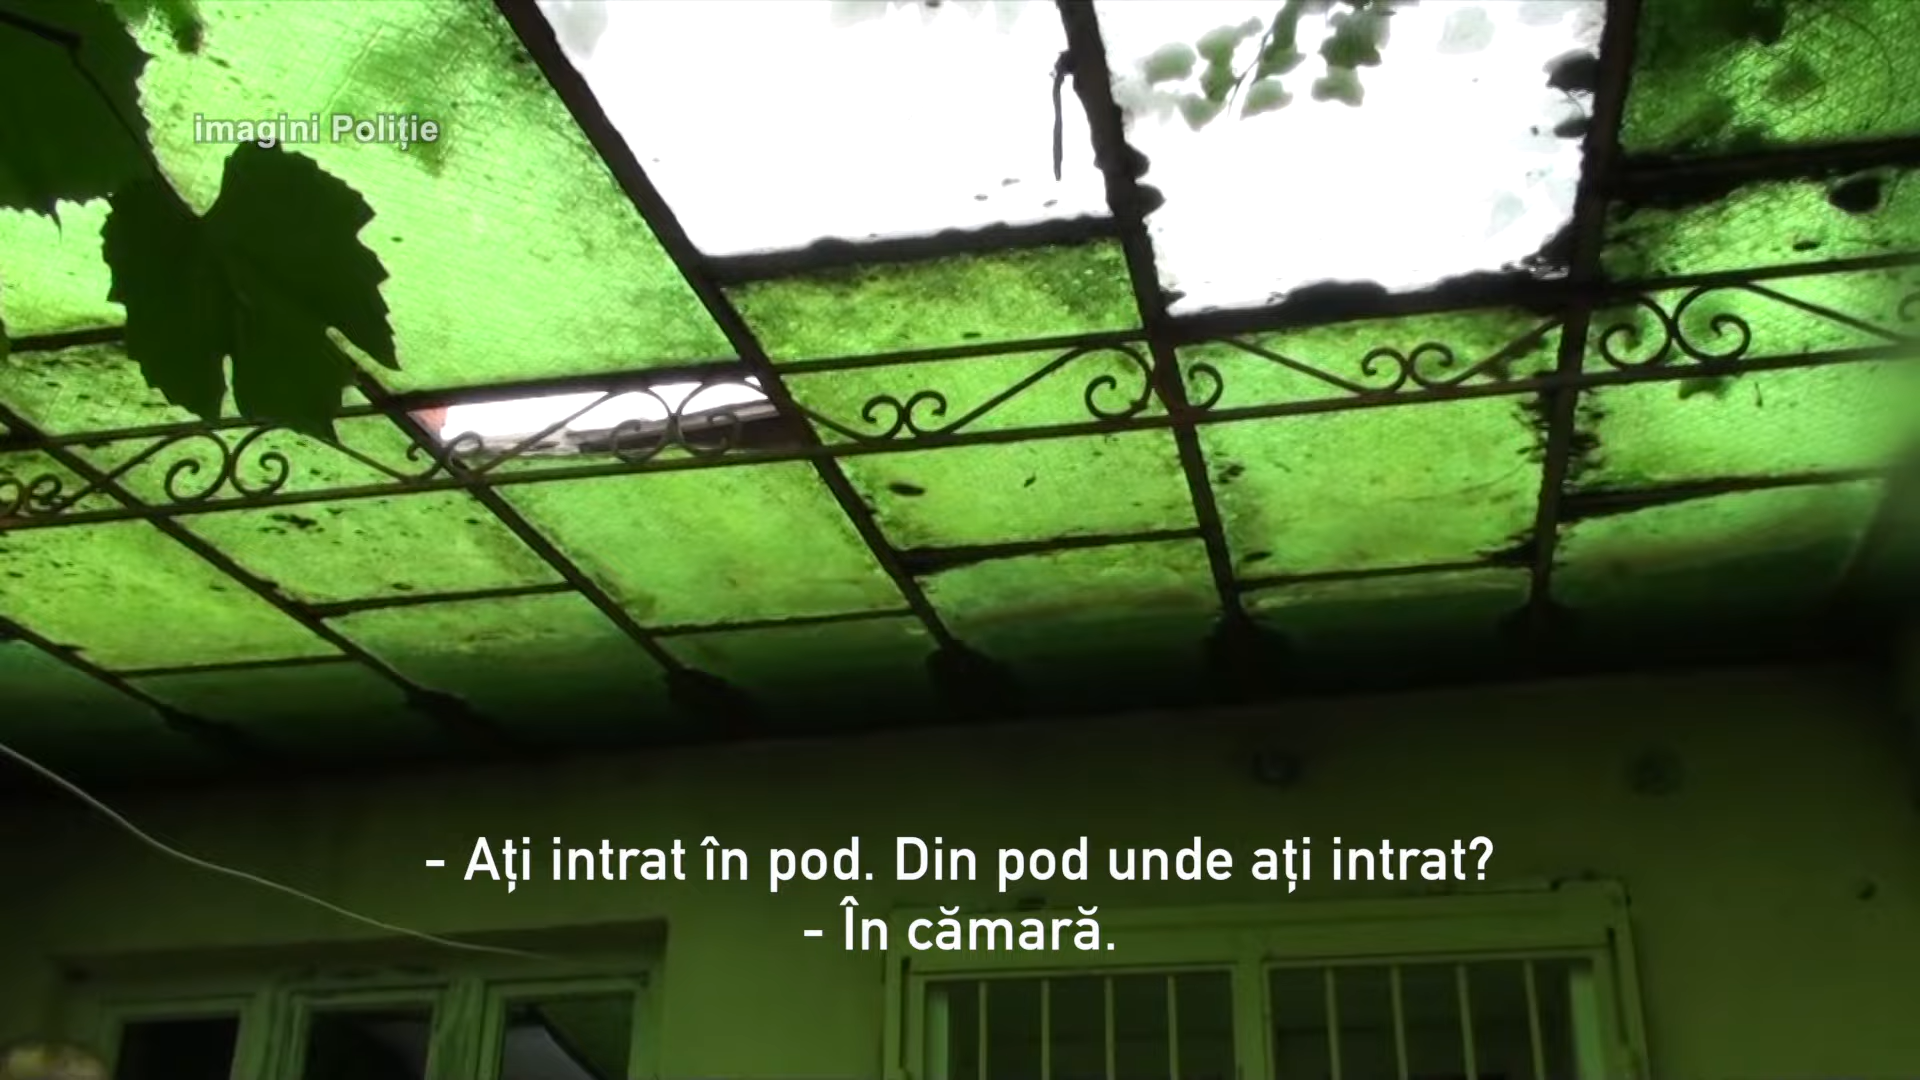 imagini Poliție
- Ați intrat în pod. Din pod unde ați intrat?
- În cămară.